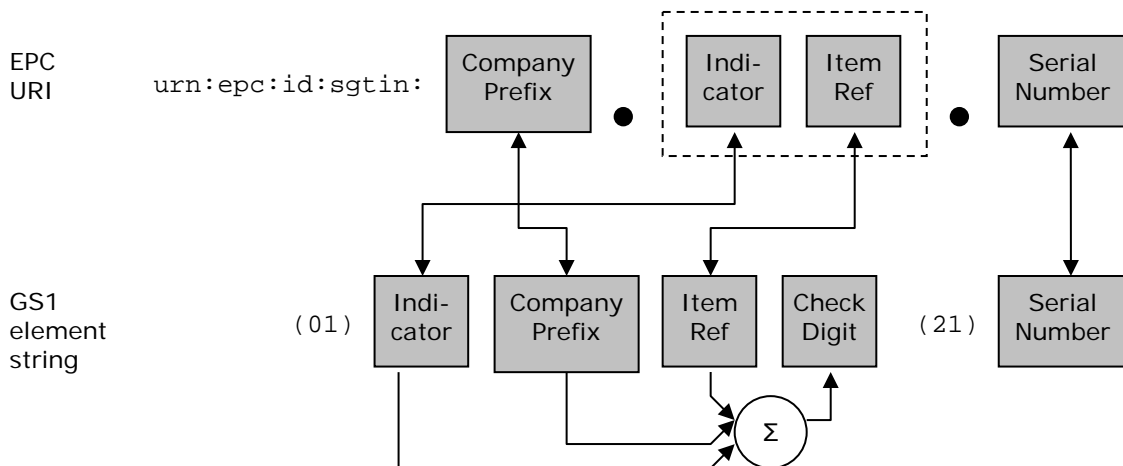 EPC
URI
urn:epc:id:sgtin:
Company
Prefix
Indi-
cator
Item
Ref
Serial
Number
GS1
element
string
(01)
Indi-
cator
Company
Prefix
Item
Ref
Check
Digit
(21)
Serial
Number
Σ